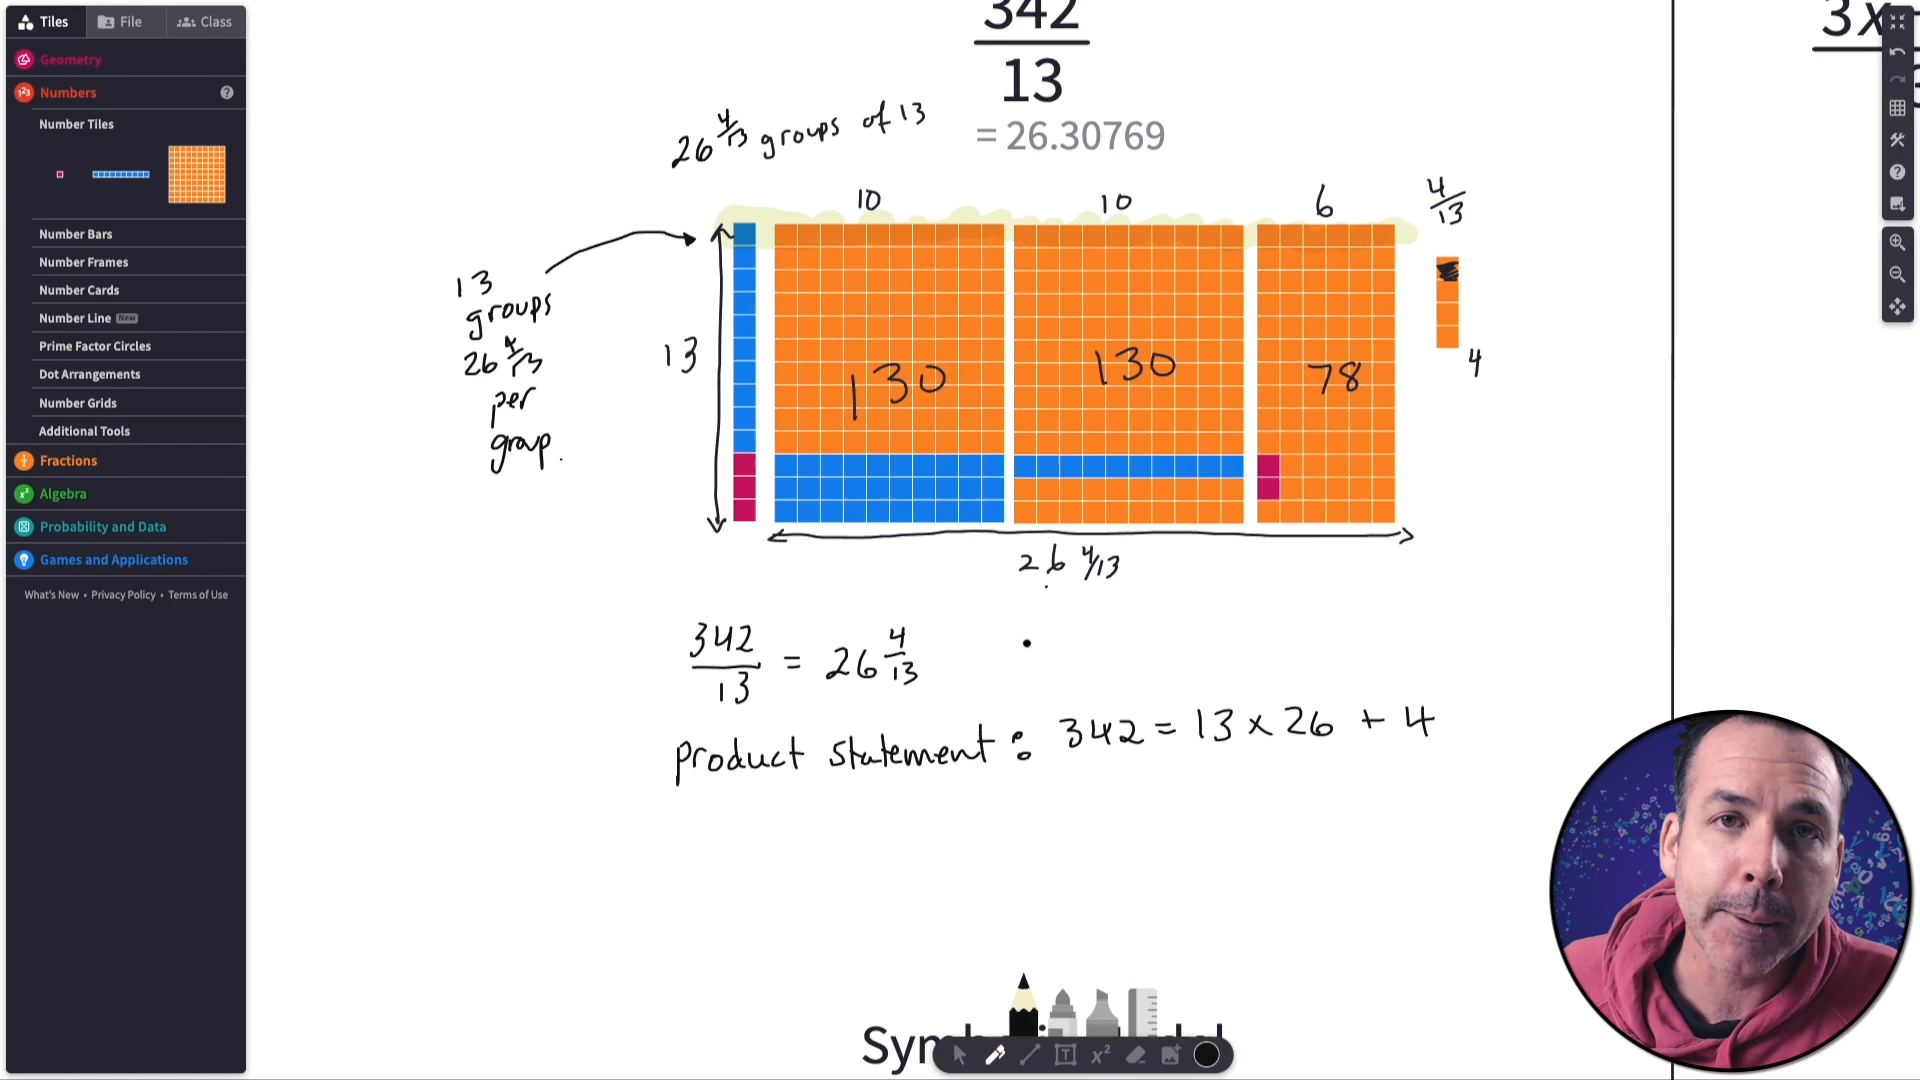 Tiles
File
Class
Geometry
Numbers
?
Number Tiles
Number Bars
Number Frames
Number Cards
Number Line New
Prime Factor Circles
Dot Arrangements
Number Grids
Additional Tools
Fractions
Algebra
Probability and Data
Games and Applications
What's New • Privacy Policy • Terms of Use
342
13
= 26.30769
26 4/13 groups of 13
10
10
6
4/13
13
groups
26 4/13
per
group.
13
130
130
78
4
26 4/13
342/13 = 26 4/13
product statement : 342 = 13 x 26 + 4
3x